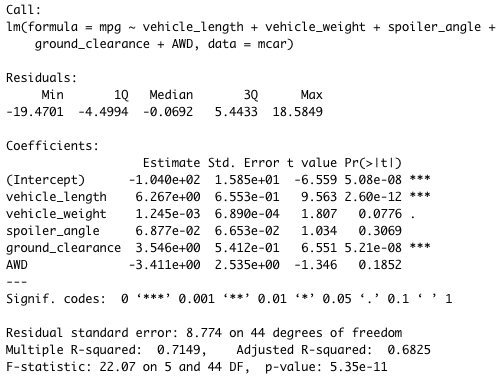 Call:
lm(formula = mpg ~ vehicle_length + vehicle_weight + spoiler_angle +
    ground_clearance + AWD, data = mcar)

Residuals:
     Min       1Q   Median       3Q      Max
-19.4701  -4.4994  -0.0692   5.4433  18.5849

Coefficients:
                   Estimate Std. Error t value Pr(>|t|)
(Intercept)      -1.040e+02  1.585e+01  -6.559 5.08e-08 ***
vehicle_length    6.267e+00  6.553e-01   9.563 2.60e-12 ***
vehicle_weight    1.245e-03  6.890e-04   1.807   0.0776 .
spoiler_angle     6.877e-02  6.653e-02   1.034   0.3069
ground_clearance  3.546e+00  5.412e-01   6.551 5.21e-08 ***
AWD              -3.411e+00  2.535e+00  -1.346   0.1852
---
Signif. codes:  0 ‘***’ 0.001 ‘**’ 0.01 ‘*’ 0.05 ‘.’ 0.1 ‘ ’ 1

Residual standard error: 8.774 on 44 degrees of freedom
Multiple R-squared:  0.7149,    Adjusted R-squared:  0.6825
F-statistic: 22.07 on 5 and 44 DF,  p-value: 5.35e-11